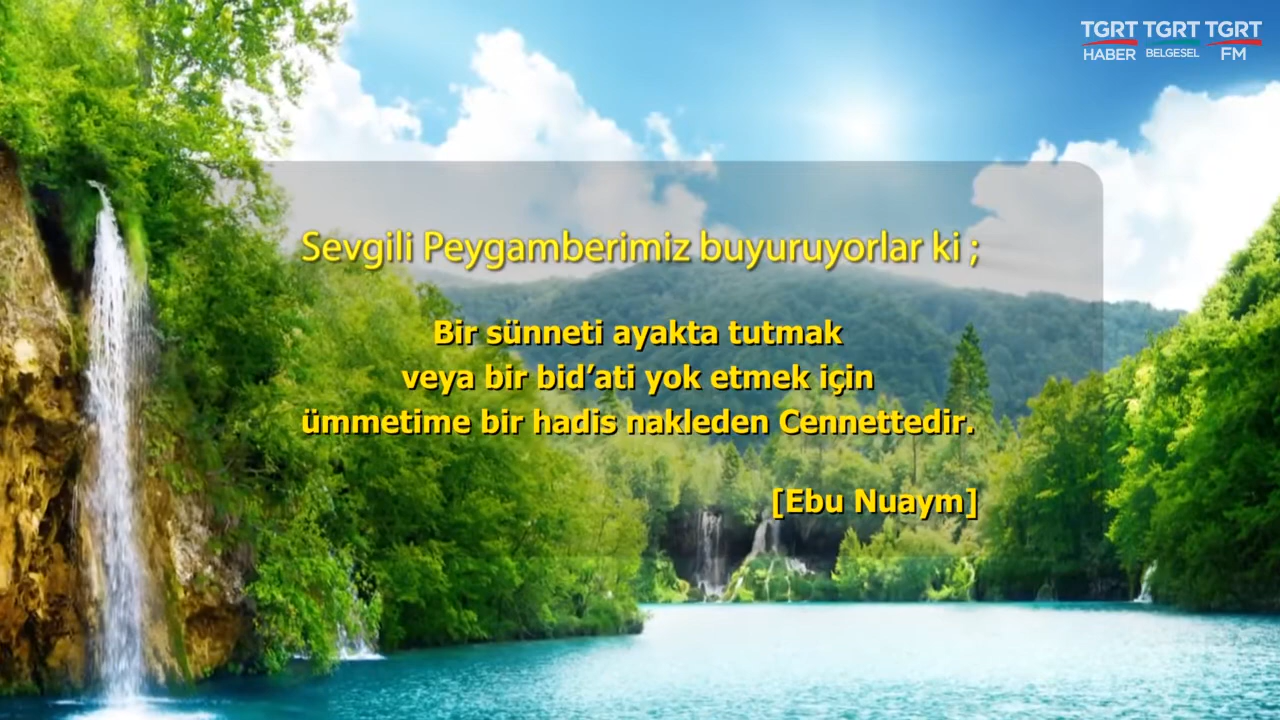 TGRT HABER TGRT BELGESEL TGRT FM
Sevgili Peygamberimiz buyuruyorlar ki ;
Bir sünneti ayakta tutmak
veya bir bid’ati yok etmek için
ümmetime bir hadis nakleden Cennettedir.
[Ebu Nuaym]